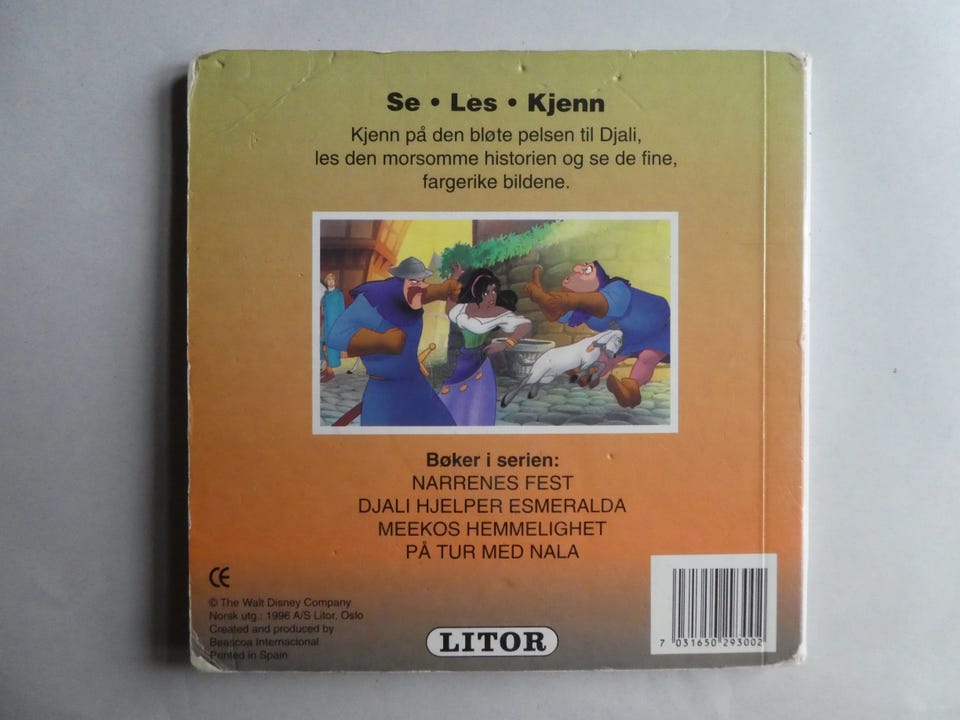 Se • Les • Kjenn
Kjenn på den bløte pelsen til Djali,
les den morsomme historien og se de fine,
fargerike bildene.
Bøker i serien:
NARRENES FEST
DJALI HJELPER ESMERALDA
MEEKOS HEMMELIGHET
PÅ TUR MED NALA
CE
© The Walt Disney Company
Norsk utg.: 1996 A/S Litor, Oslo
Created and produced by
Beascoa Internacional
Printed in Spain
LITOR
7 031650 293002